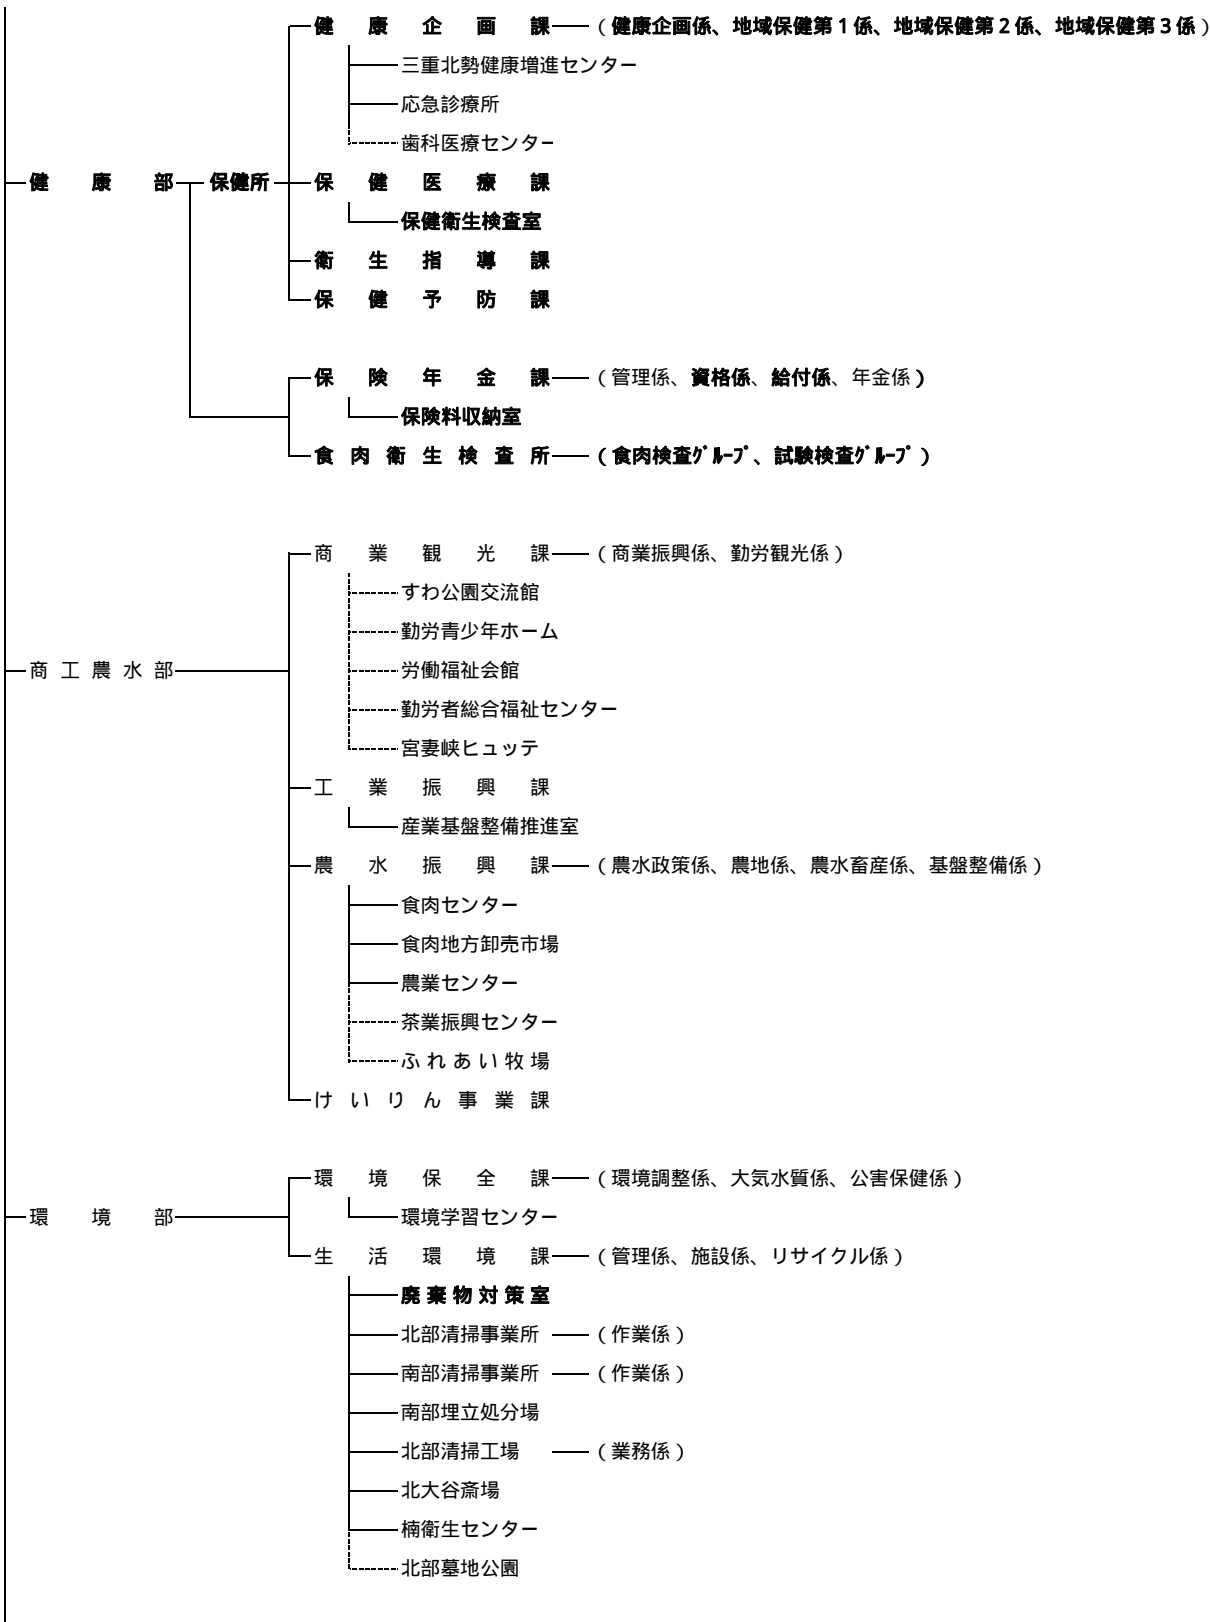 健康企画課（健康企画係、地域保健第1係、地域保健第2係、地域保健第3係）
三重北勢健康増進センター
応急診療所
歯科医療センター
健康部 保健所 保健医療課
保健衛生検査室
衛生指導課
保健予防課
保険年金課（管理係、資格係、給付係、年金係）
保険料収納室
食肉衛生検査所（食肉検査ｸﾞﾙｰﾌﾟ、試験検査ｸﾞﾙｰﾌﾟ）
商業観光課（商業振興係、勤労観光係）
すわ公園交流館
勤労青少年ホーム
商工農水部 労働福祉会館
勤労者総合福祉センター
宮妻峡ヒュッテ
工業振興課
産業基盤整備推進室
農水振興課（農水政策係、農地係、農水畜産係、基盤整備係）
食肉センター
食肉地方卸売市場
農業センター
茶業振興センター
ふれあい牧場
けいりん事業課
環境保全課（環境調整係、大気水質係、公害保健係）
環境部 環境学習センター
生活環境課（管理係、施設係、リサイクル係）
廃棄物対策室
北部清掃事業所（作業係）
南部清掃事業所（作業係）
南部埋立処分場
北部清掃工場（業務係）
北大谷斎場
楠衛生センター
北部墓地公園